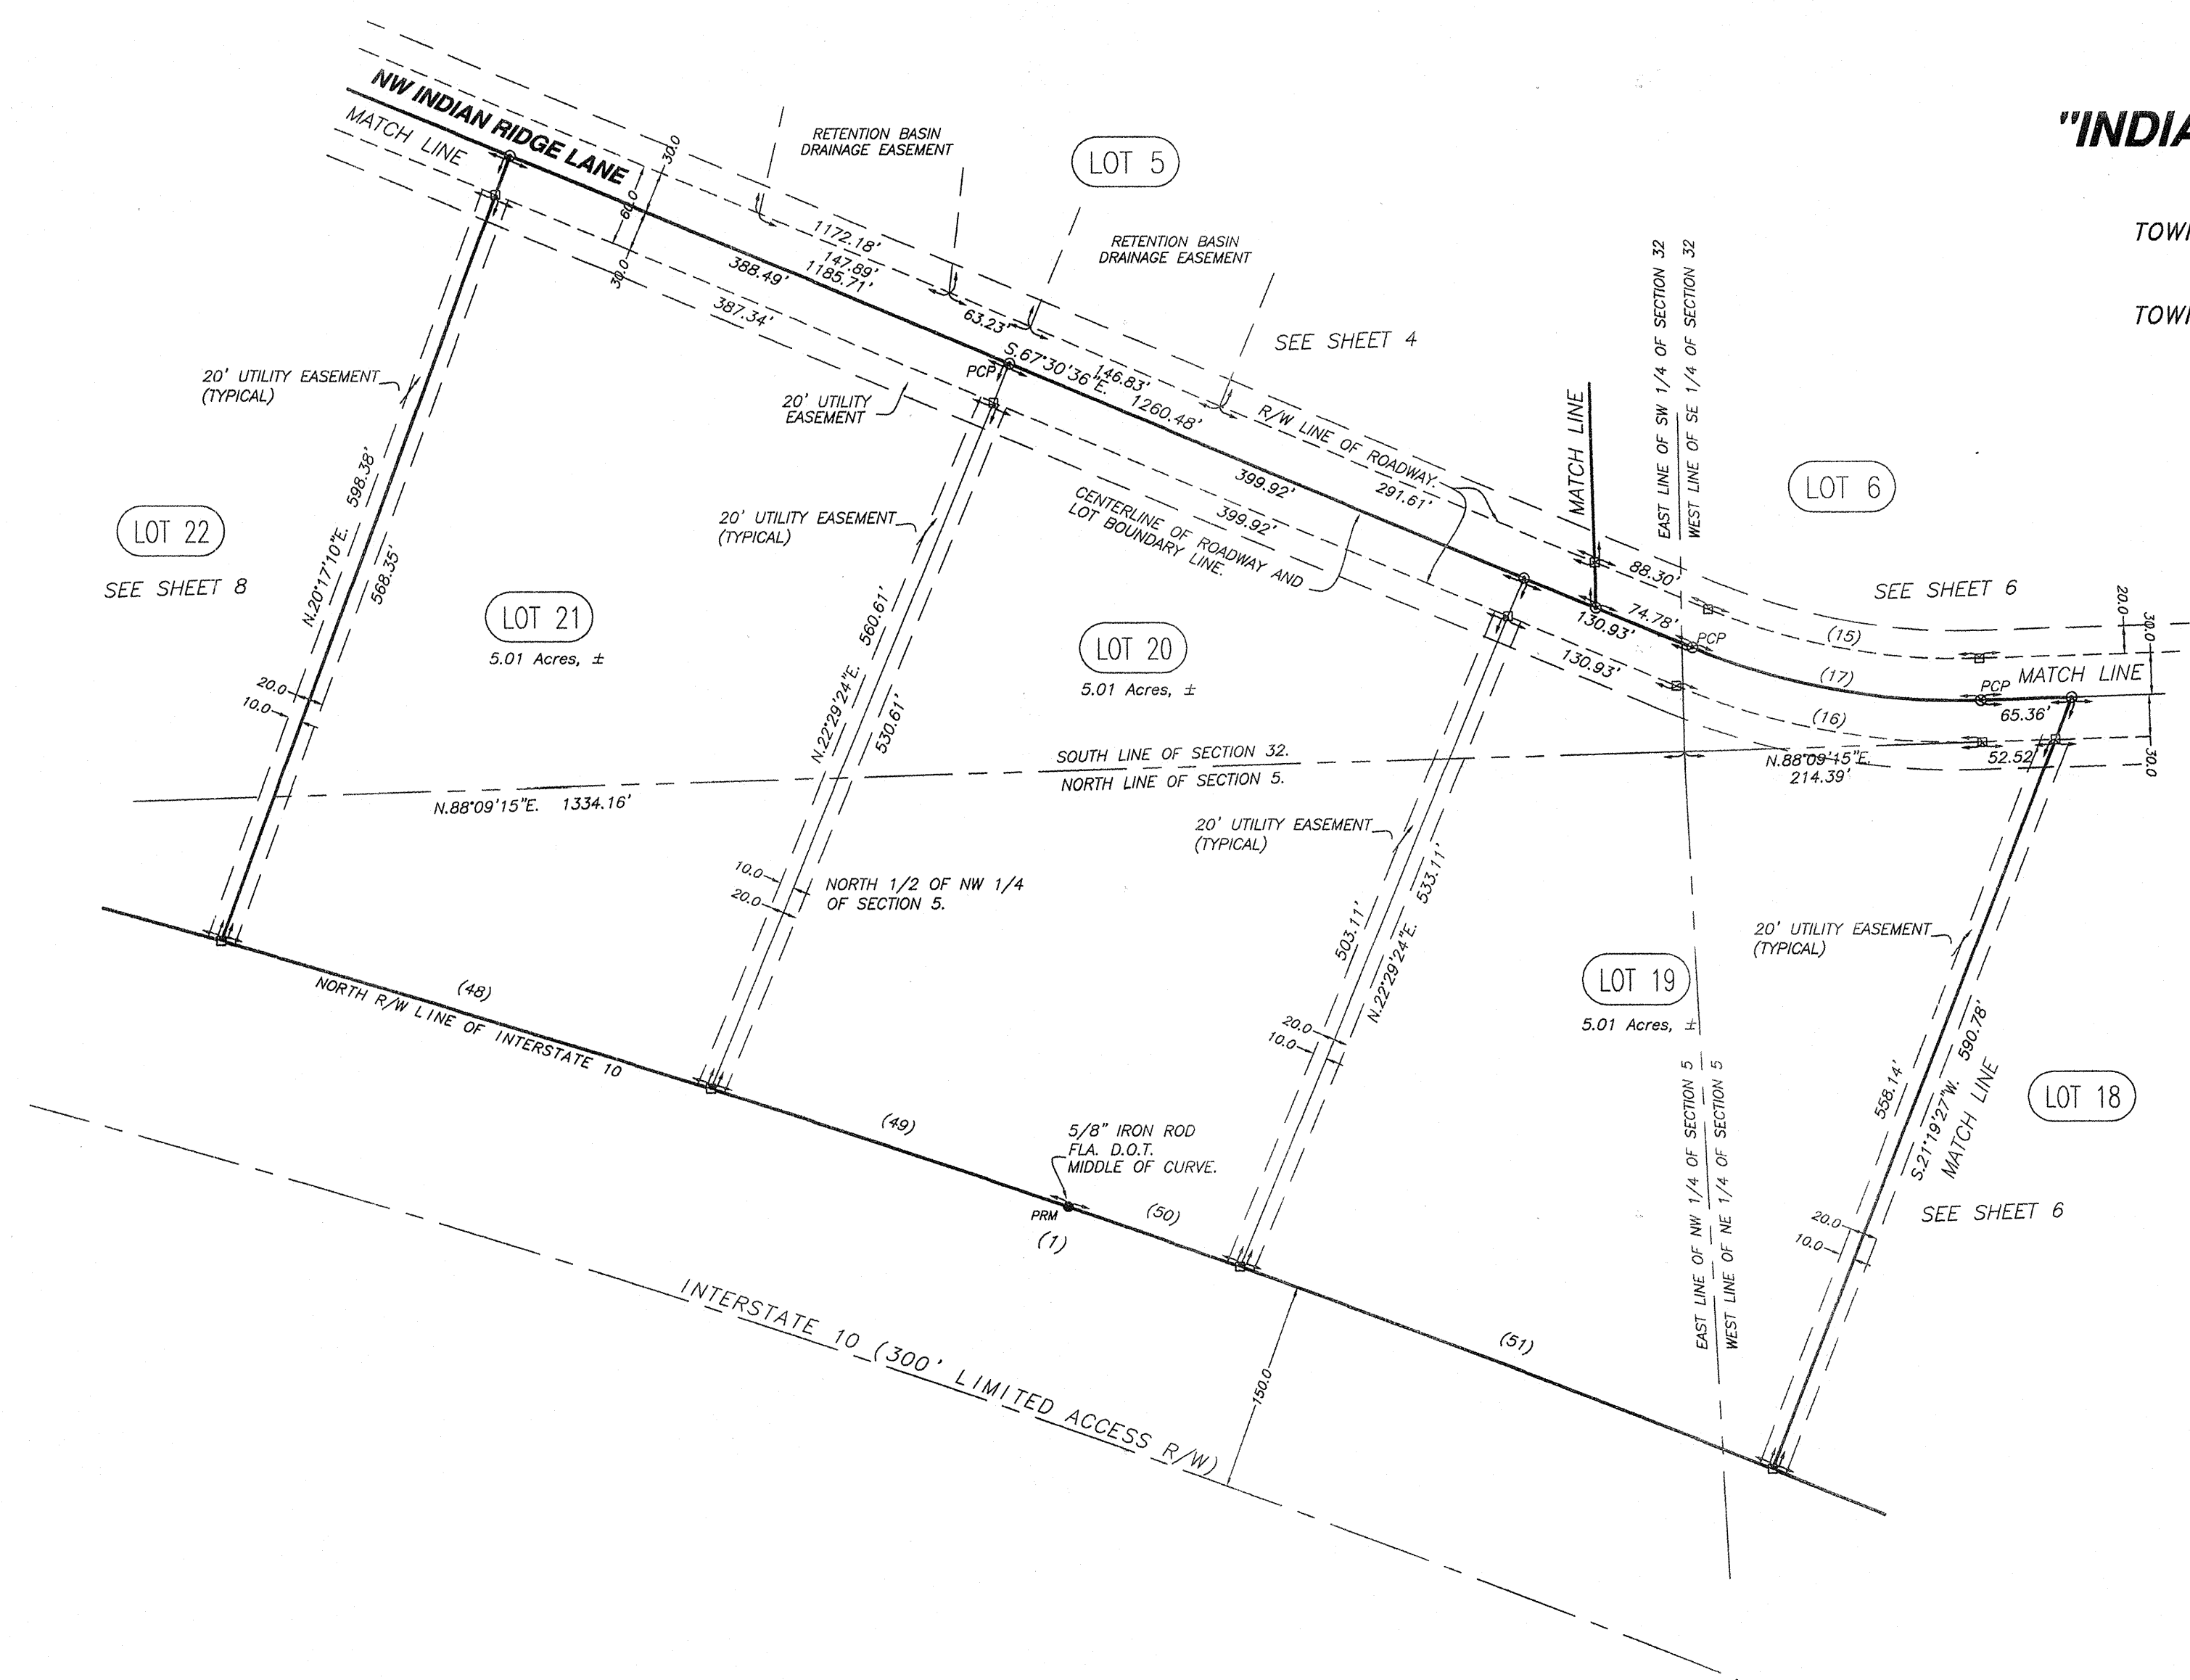 "INDIA
TOWN
TOWN
NW INDIAN RIDGE LANE
MATCH LINE
RETENTION BASIN
DRAINAGE EASEMENT
LOT 5
RETENTION BASIN
DRAINAGE EASEMENT
30.0
60.0
30.0
1172.18'
147.89'
1185.71'
388.49'
387.34'
63.23'
SEE SHEET 4
PCP
S.67°30'36"E.
146.83'
1260.48'
R/W LINE OF ROADWAY.
291.61'
399.92'
399.92'
CENTERLINE OF ROADWAY AND
LOT BOUNDARY LINE.
20' UTILITY EASEMENT
(TYPICAL)
20' UTILITY
EASEMENT
20' UTILITY EASEMENT
(TYPICAL)
MATCH LINE
EAST LINE OF SW 1/4 OF SECTION 32
WEST LINE OF SE 1/4 OF SECTION 32
LOT 6
SEE SHEET 6
LOT 22
SEE SHEET 8
N.20°17'10"E. 598.38'
568.35'
LOT 21
5.01 Acres, ±
N.22°29'24"E. 560.61'
530.61'
LOT 20
5.01 Acres, ±
88.30'
74.78'
130.93'
130.93'
PCP
(15)
(17)
(16)
20.0
30.0
MATCH LINE
PCP
65.36'
52.52'
30.0
N.88°09'15"E.
214.39'
20.0
10.0
SOUTH LINE OF SECTION 32.
NORTH LINE OF SECTION 5.
N.88°09'15"E. 1334.16'
20' UTILITY EASEMENT
(TYPICAL)
10.0
20.0
NORTH 1/2 OF NW 1/4
OF SECTION 5.
503.11'
N.22°29'24"E. 533.11'
20.0
10.0
20' UTILITY EASEMENT
(TYPICAL)
LOT 19
5.01 Acres, ±
EAST LINE OF NW 1/4 OF SECTION 5
WEST LINE OF NE 1/4 OF SECTION 5
558.14'
S.21°19'27"W. 590.78'
MATCH LINE
LOT 18
SEE SHEET 6
20.0
10.0
(48)
NORTH R/W LINE OF INTERSTATE 10
(49)
5/8" IRON ROD
FLA. D.O.T.
MIDDLE OF CURVE.
PRM
(1)
(50)
(51)
150.0
INTERSTATE 10 (300' LIMITED ACCESS R/W)